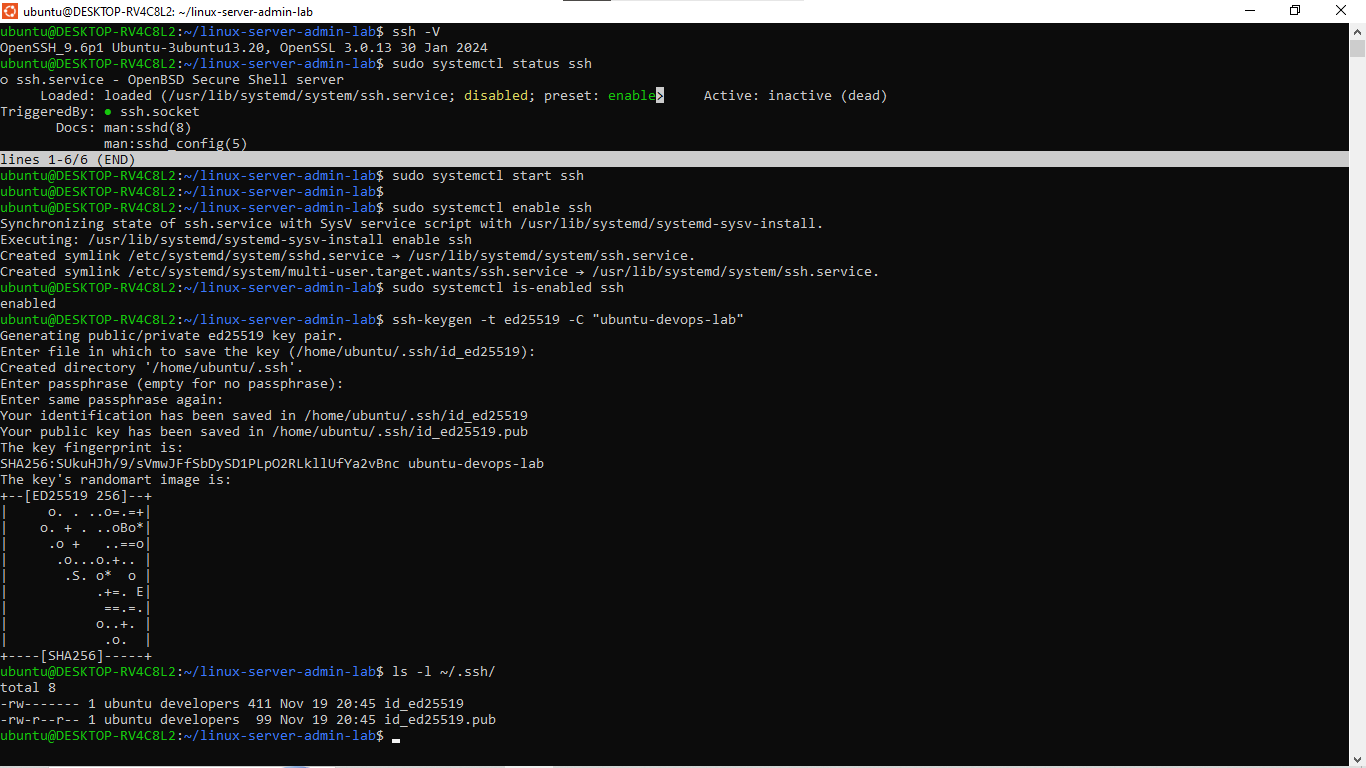 ubuntu@DESKTOP-RV4C8L2: ~/linux-server-admin-lab
ubuntu@DESKTOP-RV4C8L2:~/linux-server-admin-lab$ ssh -V
OpenSSH_9.6p1 Ubuntu-3ubuntu13.20, OpenSSL 3.0.13 30 Jan 2024
ubuntu@DESKTOP-RV4C8L2:~/linux-server-admin-lab$ sudo systemctl status ssh
o ssh.service - OpenBSD Secure Shell server
     Loaded: loaded (/usr/lib/systemd/system/ssh.service; disabled; preset: enable>     Active: inactive (dead)
TriggeredBy: ● ssh.socket
       Docs: man:sshd(8)
             man:sshd_config(5)
lines 1-6/6 (END)
ubuntu@DESKTOP-RV4C8L2:~/linux-server-admin-lab$ sudo systemctl start ssh
ubuntu@DESKTOP-RV4C8L2:~/linux-server-admin-lab$
ubuntu@DESKTOP-RV4C8L2:~/linux-server-admin-lab$ sudo systemctl enable ssh
Synchronizing state of ssh.service with SysV service script with /usr/lib/systemd/systemd-sysv-install.
Executing: /usr/lib/systemd/systemd-sysv-install enable ssh
Created symlink /etc/systemd/system/sshd.service → /usr/lib/systemd/system/ssh.service.
Created symlink /etc/systemd/system/multi-user.target.wants/ssh.service → /usr/lib/systemd/system/ssh.service.
ubuntu@DESKTOP-RV4C8L2:~/linux-server-admin-lab$ sudo systemctl is-enabled ssh
enabled
ubuntu@DESKTOP-RV4C8L2:~/linux-server-admin-lab$ ssh-keygen -t ed25519 -C "ubuntu-devops-lab"
Generating public/private ed25519 key pair.
Enter file in which to save the key (/home/ubuntu/.ssh/id_ed25519):
Created directory '/home/ubuntu/.ssh'.
Enter passphrase (empty for no passphrase):
Enter same passphrase again:
Your identification has been saved in /home/ubuntu/.ssh/id_ed25519
Your public key has been saved in /home/ubuntu/.ssh/id_ed25519.pub
The key fingerprint is:
SHA256:SUkuHJh/9/sVmwJFfSbDySD1PLpO2RLkllUfYa2vBnc ubuntu-devops-lab
The key's randomart image is:
+--[ED25519 256]--+
|     o. . ..o=.=+|
|    o. + . ..oBo*|
|     .o +   ..==o|
|      .o...o.+.. |
|       .S. o*  o |
|           .+=. E|
|            ==.=.|
|           o..+. |
|            .o.  |
+----[SHA256]-----+
ubuntu@DESKTOP-RV4C8L2:~/linux-server-admin-lab$ ls -l ~/.ssh/
total 8
-rw------- 1 ubuntu developers 411 Nov 19 20:45 id_ed25519
-rw-r--r-- 1 ubuntu developers  99 Nov 19 20:45 id_ed25519.pub
ubuntu@DESKTOP-RV4C8L2:~/linux-server-admin-lab$